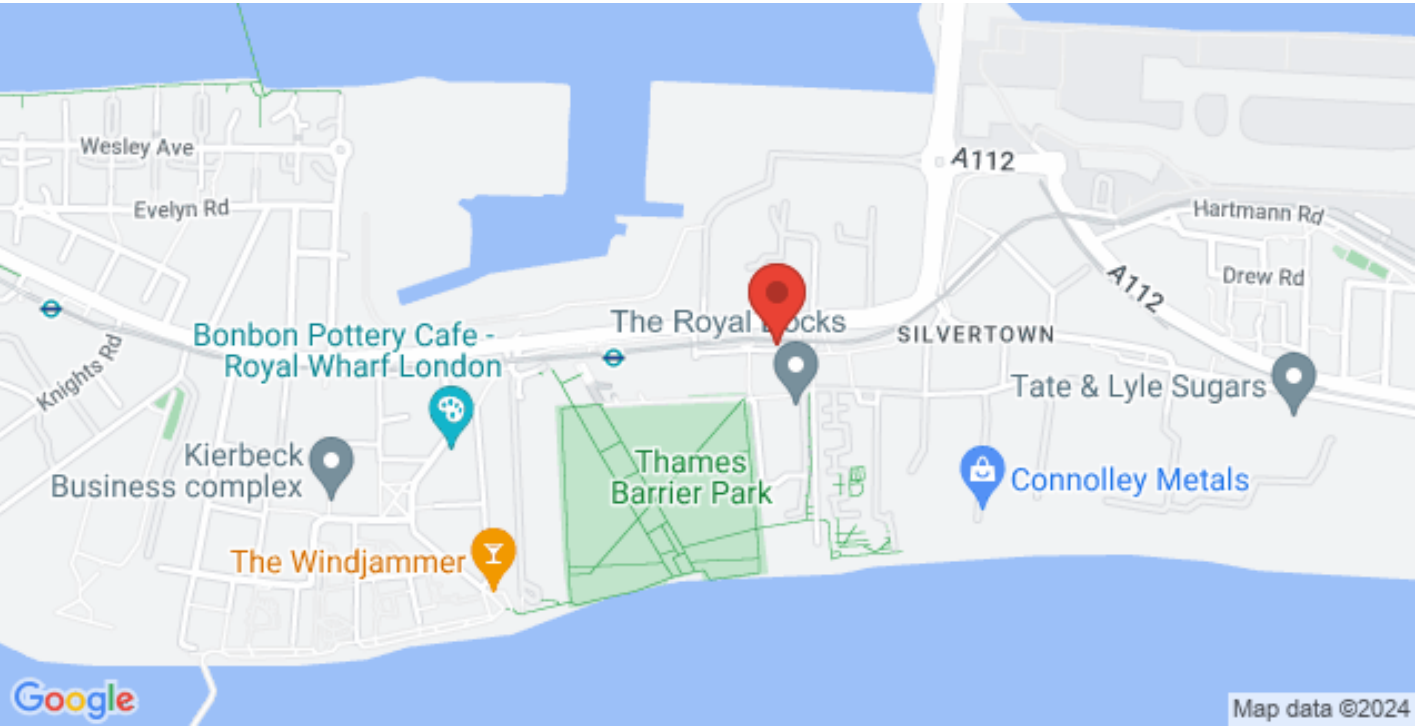 Wesley Ave
A112
Evelyn Rd
Hartmann Rd
Drew Rd
A112
The Royal Docks
Bonbon Pottery Cafe -
Royal Wharf London
SILVERTOWN
Knights Rd
Tate & Lyle Sugars
Kierbeck
Business complex
Thames
Barrier Park
Connolley Metals
The Windjammer
Google
Map data ©2024